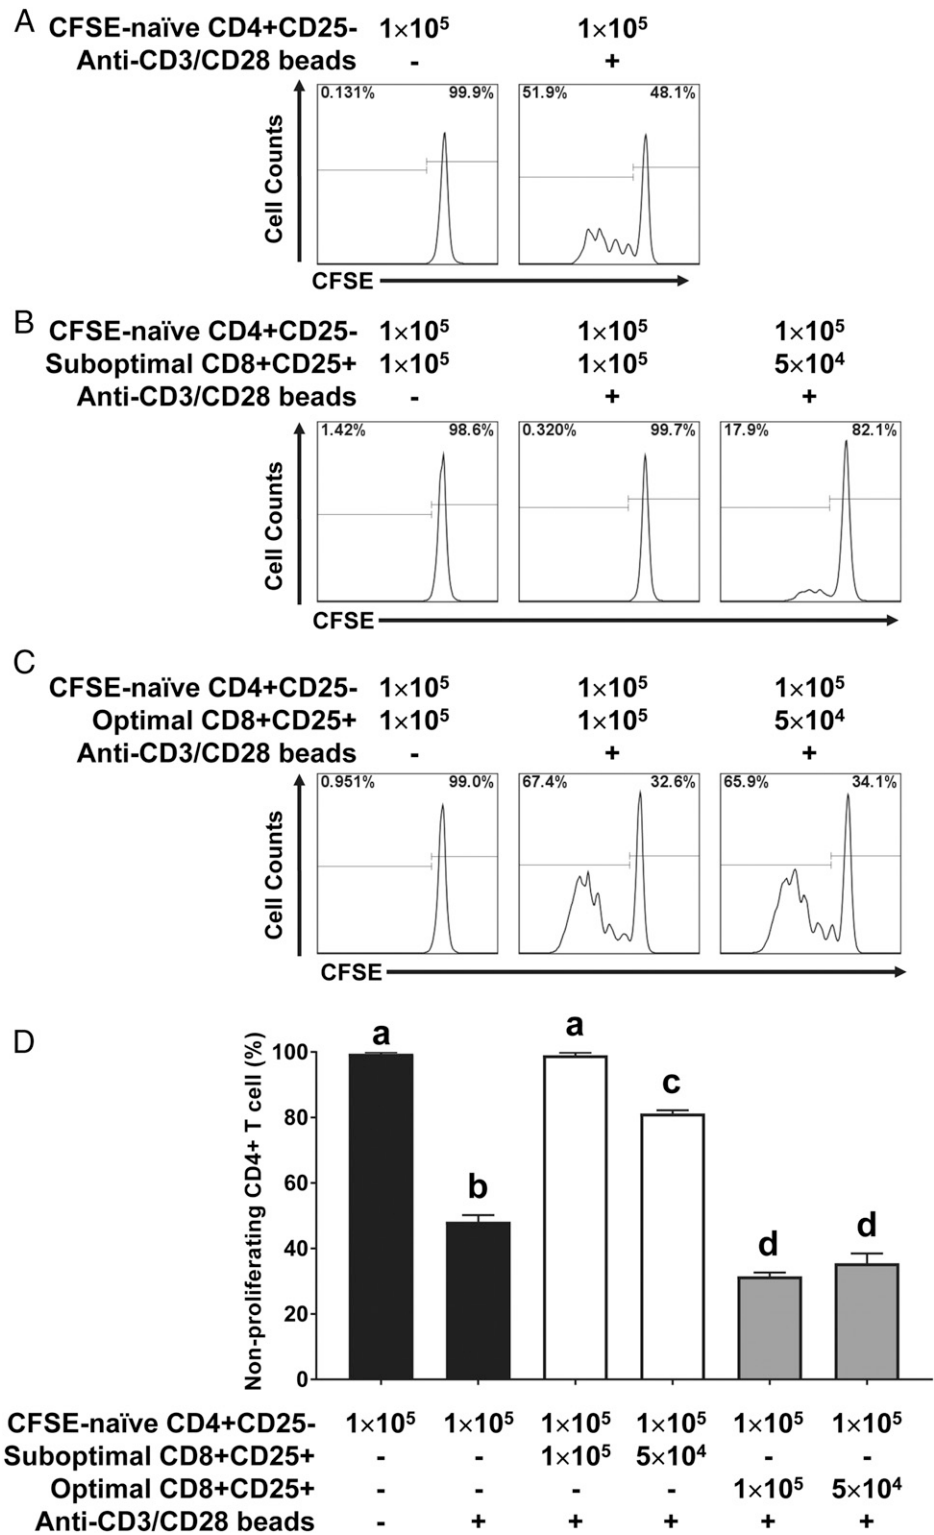 A
CFSE-naïve CD4+CD25- 1×10⁵ 1×10⁵
Anti-CD3/CD28 beads - +
0.131% 99.9% 51.9% 48.1%
Cell Counts
CFSE
B
CFSE-naïve CD4+CD25- 1×10⁵ 1×10⁵ 1×10⁵
Suboptimal CD8+CD25+ 1×10⁵ 1×10⁵ 5×10⁴
Anti-CD3/CD28 beads - + +
1.42% 98.6% 0.320% 99.7% 17.9% 82.1%
Cell Counts
CFSE
C
CFSE-naïve CD4+CD25- 1×10⁵ 1×10⁵ 1×10⁵
Optimal CD8+CD25+ 1×10⁵ 1×10⁵ 5×10⁴
Anti-CD3/CD28 beads - + +
0.951% 99.0% 67.4% 32.6% 65.9% 34.1%
Cell Counts
CFSE
D
Non-proliferating CD4+ T cell (%)
100
80
60
40
20
0
a b a c d d
CFSE-naïve CD4+CD25- 1×10⁵ 1×10⁵ 1×10⁵ 1×10⁵ 1×10⁵ 1×10⁵
Suboptimal CD8+CD25+ - - 1×10⁵ 5×10⁴ - -
Optimal CD8+CD25+ - - - - 1×10⁵ 5×10⁴
Anti-CD3/CD28 beads - + + + + +